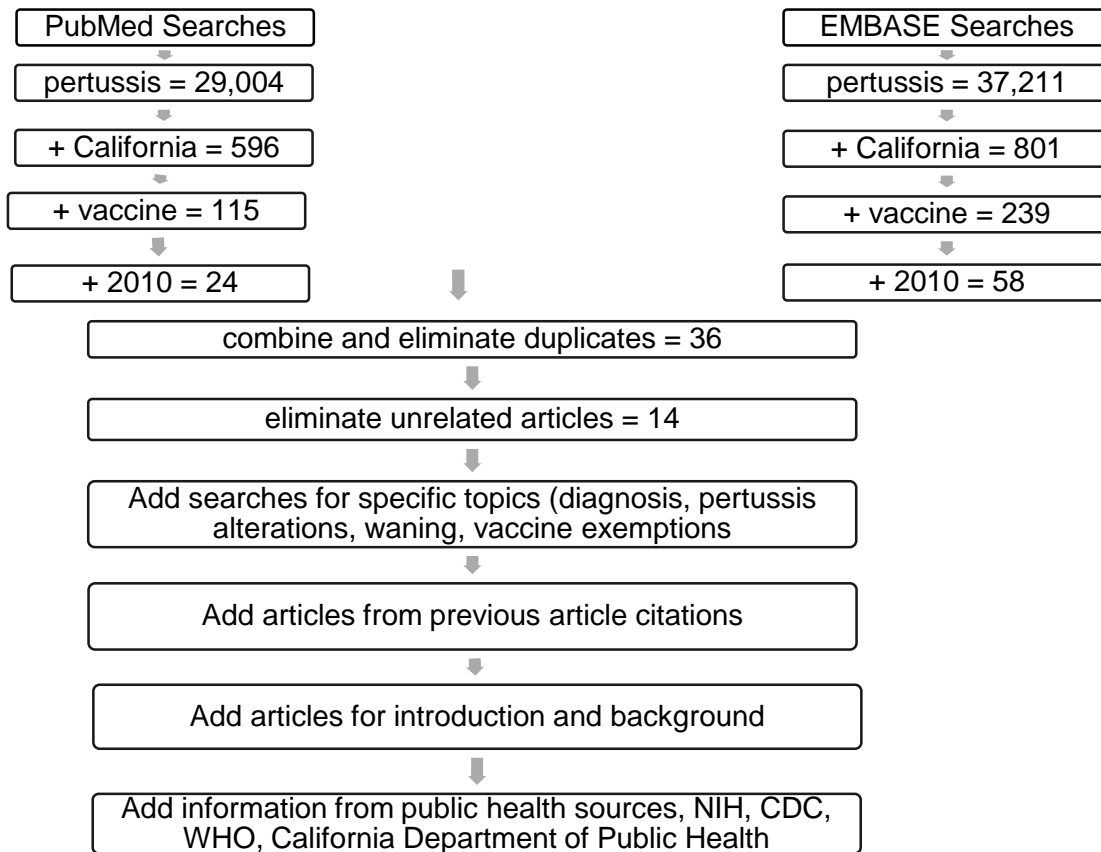 PubMed Searches
pertussis = 29,004
+ California = 596
+ vaccine = 115
+ 2010 = 24
EMBASE Searches
pertussis = 37,211
+ California = 801
+ vaccine = 239
+ 2010 = 58
combine and eliminate duplicates = 36
eliminate unrelated articles = 14
Add searches for specific topics (diagnosis, pertussis
alterations, waning, vaccine exemptions
Add articles from previous article citations
Add articles for introduction and background
Add information from public health sources, NIH, CDC,
WHO, California Department of Public Health